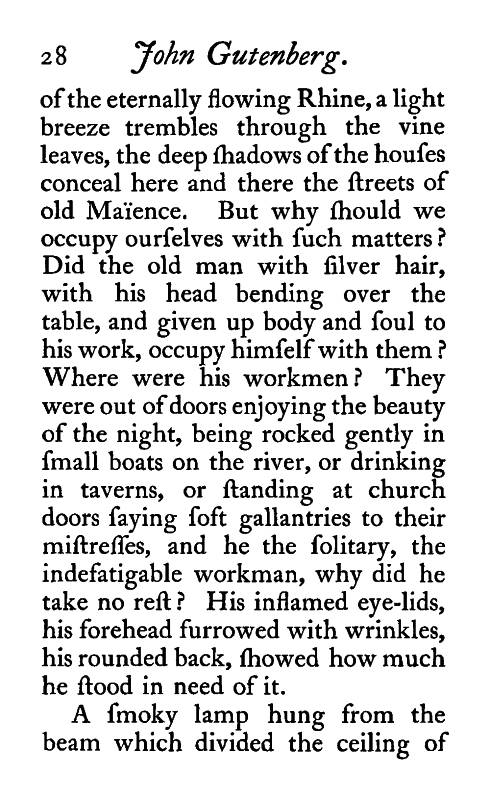 28 John Gutenberg.
of the eternally flowing Rhine, a light
breeze trembles through the vine
leaves, the deep ſhadows of the houſes
conceal here and there the ſtreets of
old Maïence. But why ſhould we
occupy ourſelves with ſuch matters?
Did the old man with ſilver hair,
with his head bending over the
table, and given up body and ſoul to
his work, occupy himſelf with them?
Where were his workmen? They
were out of doors enjoying the beauty
of the night, being rocked gently in
ſmall boats on the river, or drinking
in taverns, or ſtanding at church
doors ſaying ſoft gallantries to their
miſtreſſes, and he the ſolitary, the
indefatigable workman, why did he
take no reſt? His inflamed eye-lids,
his forehead furrowed with wrinkles,
his rounded back, ſhowed how much
he ſtood in need of it.
A ſmoky lamp hung from the
beam which divided the ceiling of